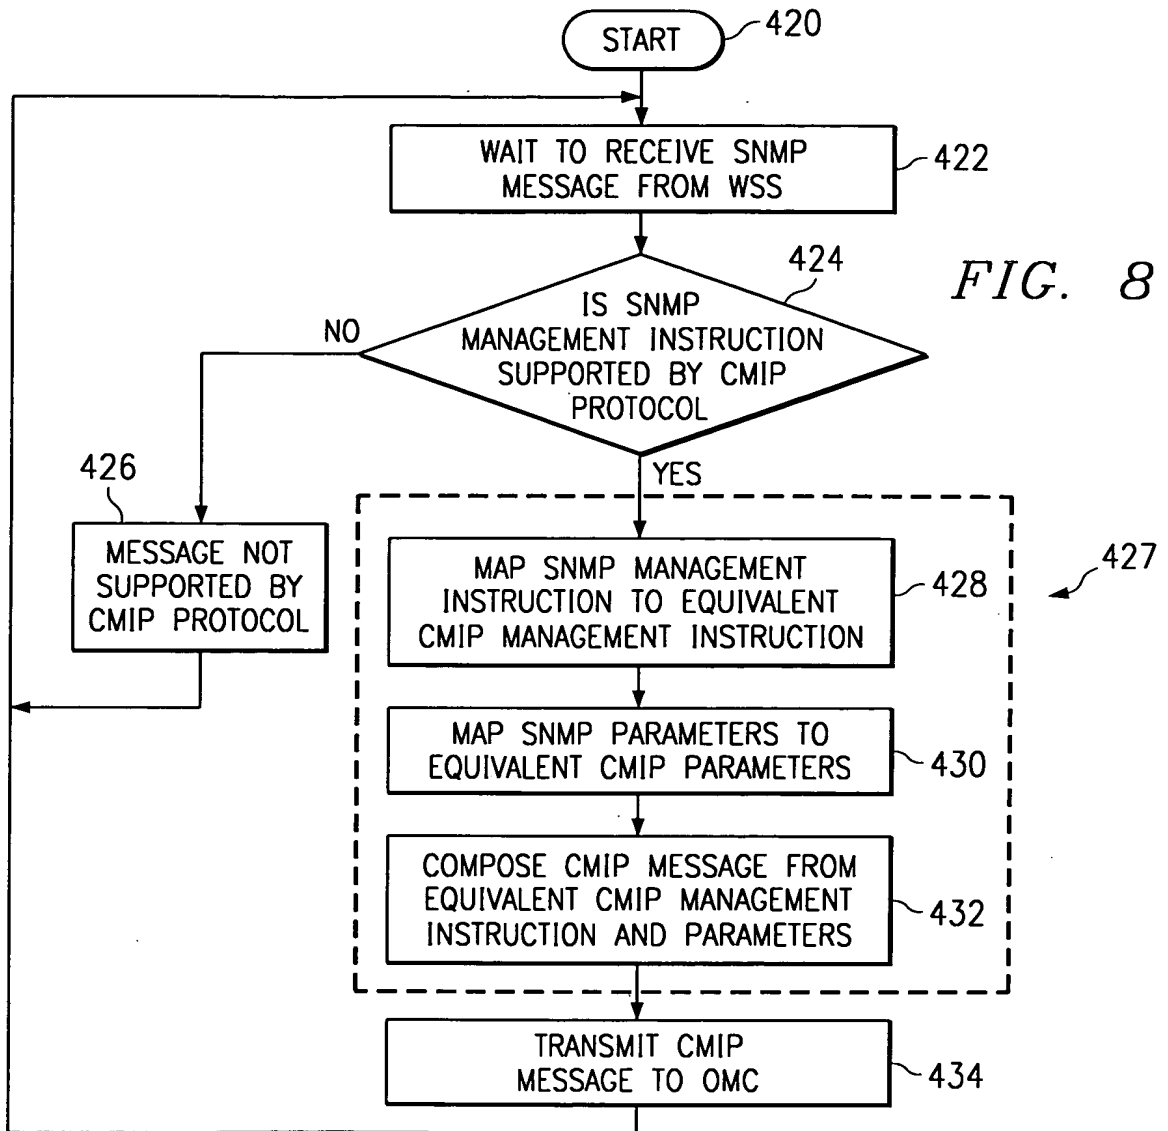 START
420
WAIT TO RECEIVE SNMP
MESSAGE FROM WSS
422
FIG. 8
424
IS SNMP
MANAGEMENT INSTRUCTION
SUPPORTED BY CMIP
PROTOCOL
NO
YES
426
MESSAGE NOT
SUPPORTED BY
CMIP PROTOCOL
427
MAP SNMP MANAGEMENT
INSTRUCTION TO EQUIVALENT
CMIP MANAGEMENT INSTRUCTION
428
MAP SNMP PARAMETERS TO
EQUIVALENT CMIP PARAMETERS
430
COMPOSE CMIP MESSAGE FROM
EQUIVALENT CMIP MANAGEMENT
INSTRUCTION AND PARAMETERS
432
TRANSMIT CMIP
MESSAGE TO OMC
434